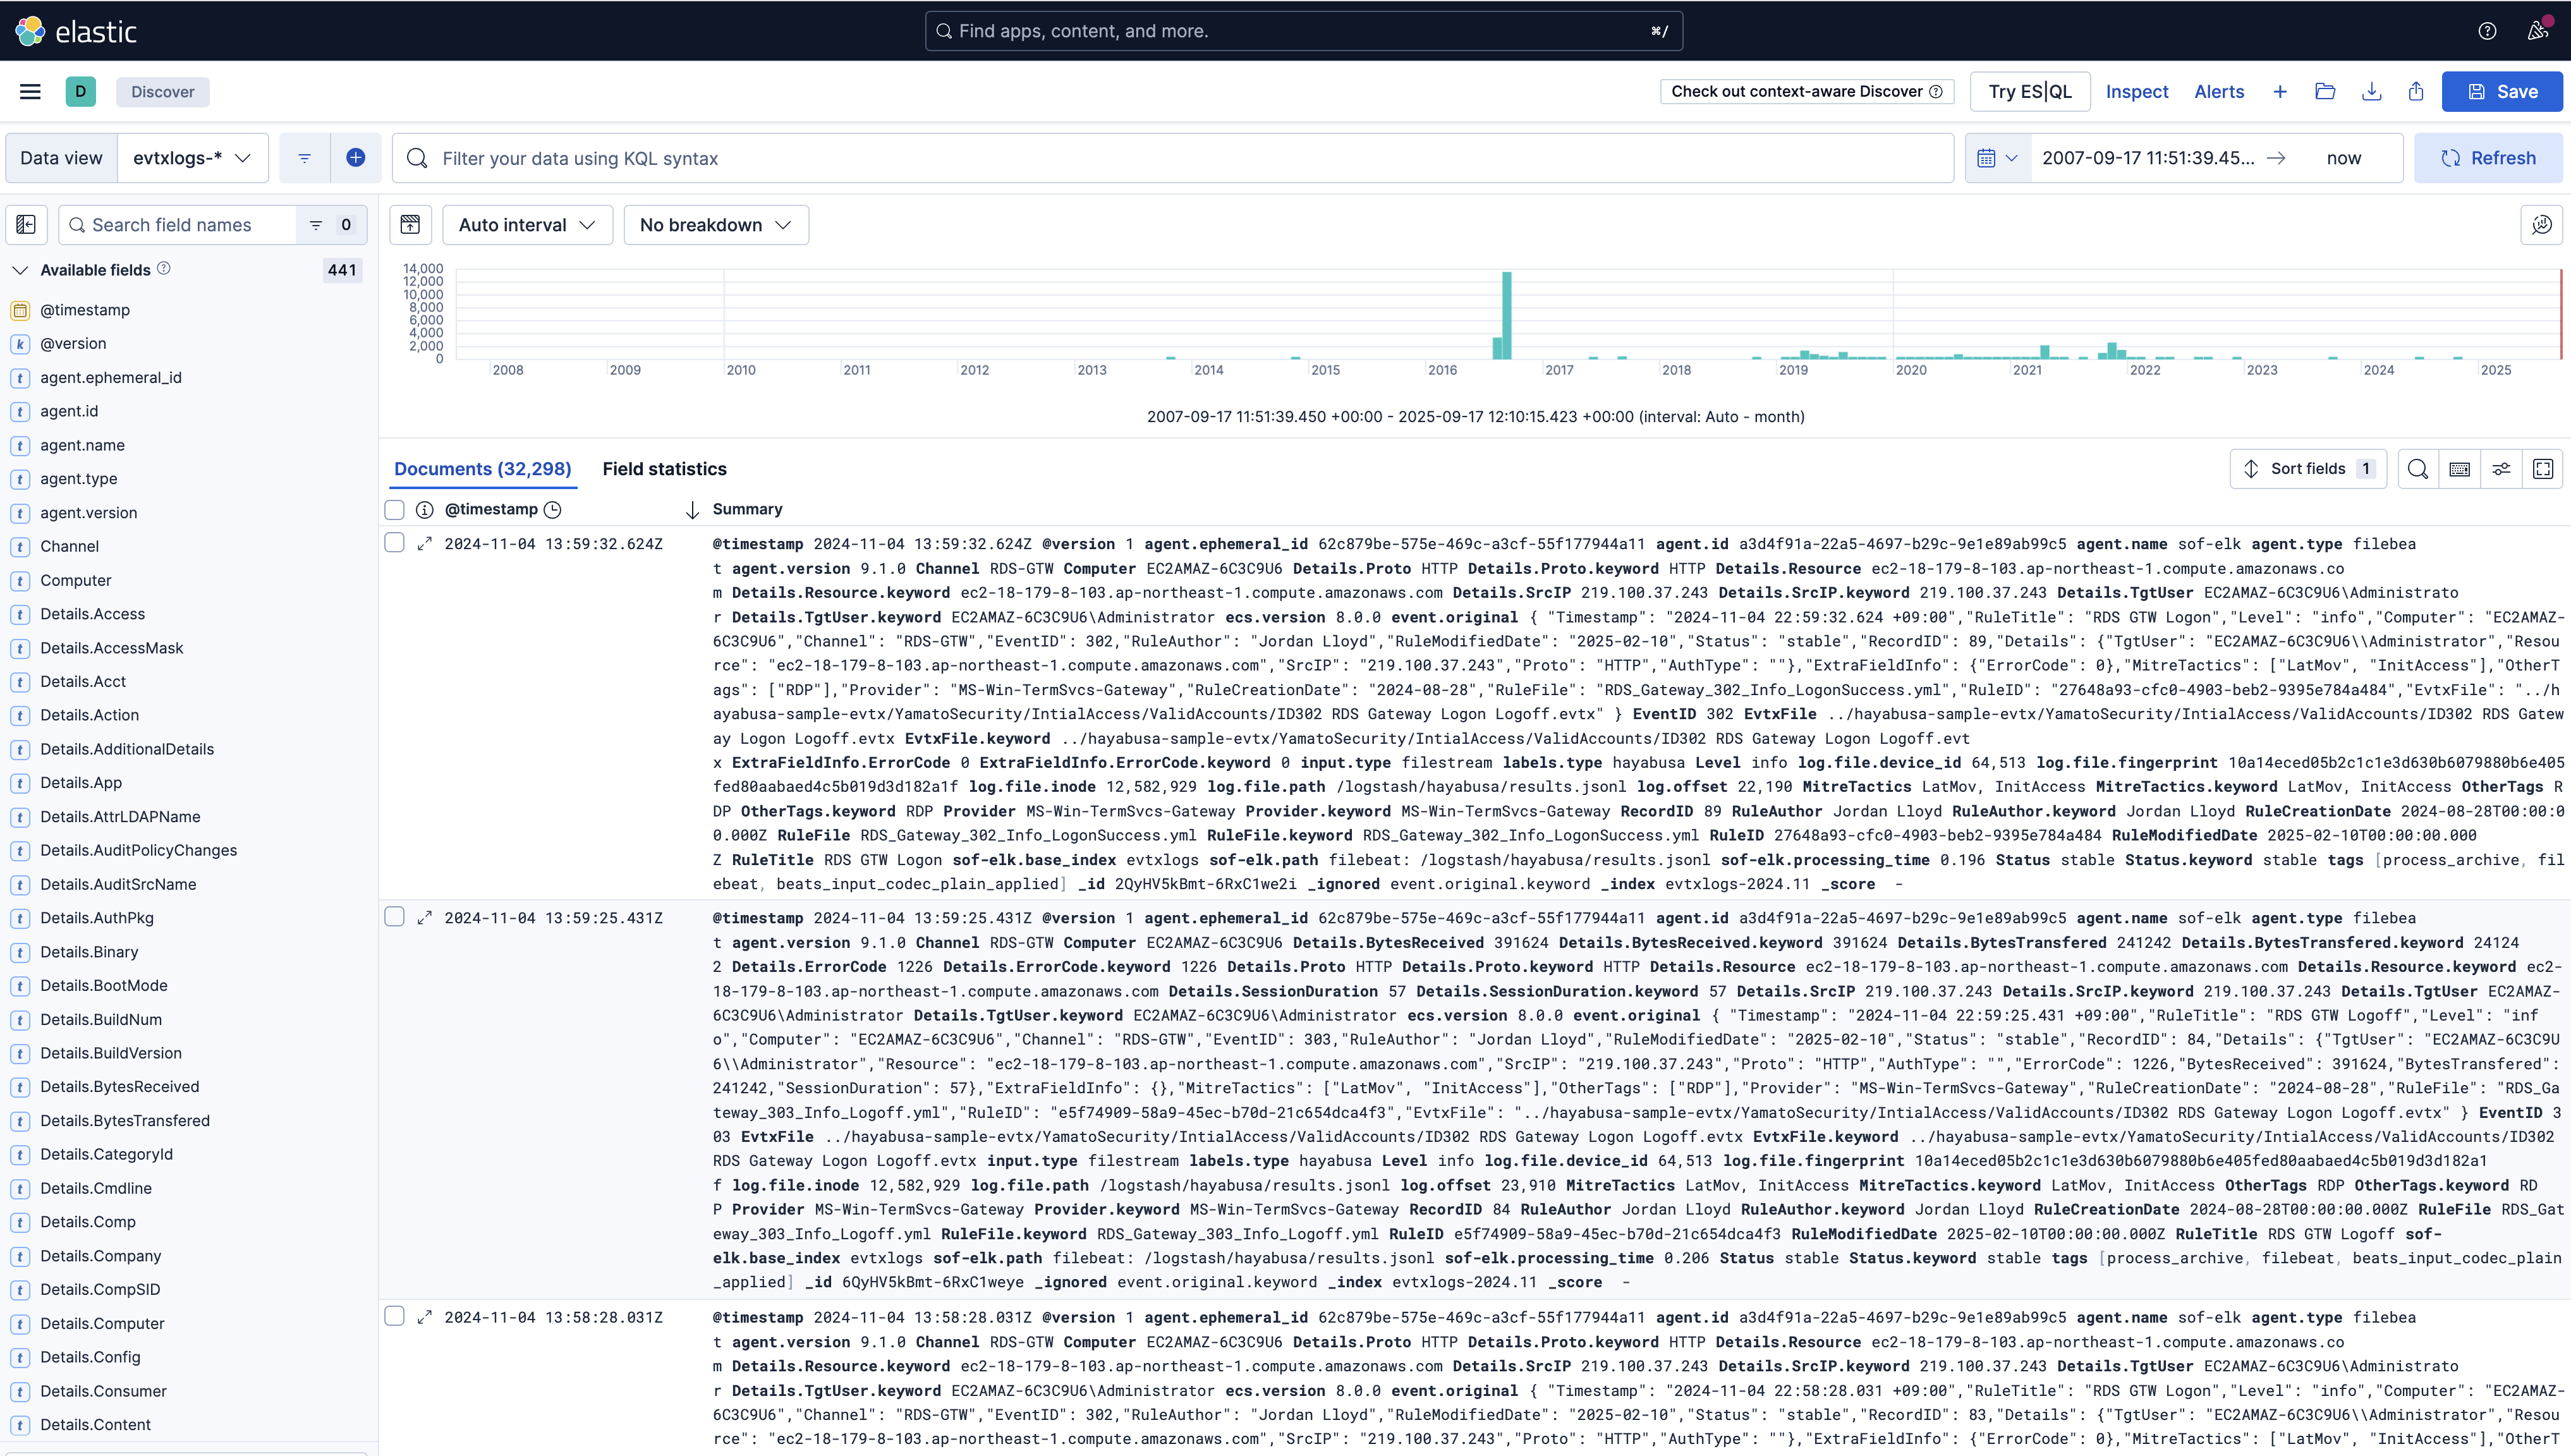 elastic
Find apps, content, and more.
⌘/
D
Discover
Check out context-aware Discover
Try ES|QL
Inspect
Alerts
Save
Data view
evtxlogs-*
Filter your data using KQL syntax
2007-09-17 11:51:39.45...
now
Refresh
Search field names
0
Auto interval
No breakdown
Available fields
441
@timestamp
@version
agent.ephemeral_id
agent.id
agent.name
agent.type
agent.version
Channel
Computer
Details.Access
Details.AccessMask
Details.Acct
Details.Action
Details.AdditionalDetails
Details.App
Details.AttrLDAPName
Details.AuditPolicyChanges
Details.AuditSrcName
Details.AuthPkg
Details.Binary
Details.BootMode
Details.BuildNum
Details.BuildVersion
Details.BytesReceived
Details.BytesTransfered
Details.CategoryId
Details.Cmdline
Details.Comp
Details.Company
Details.CompSID
Details.Computer
Details.Config
Details.Consumer
Details.Content
14,000
12,000
10,000
8,000
6,000
4,000
2,000
0
2008 2009 2010 2011 2012 2013 2014 2015 2016 2017 2018 2019 2020 2021 2022 2023 2024 2025
2007-09-17 11:51:39.450 +00:00 - 2025-09-17 12:10:15.423 +00:00 (interval: Auto - month)
Documents (32,298)
Field statistics
Sort fields 1
@timestamp
Summary
2024-11-04 13:59:32.624Z
@timestamp 2024-11-04 13:59:32.624Z @version 1 agent.ephemeral_id 62c879be-575e-469c-a3cf-55f177944a11 agent.id a3d4f91a-22a5-4697-b29c-9e1e89ab99c5 agent.name sof-elk agent.type filebea
t agent.version 9.1.0 Channel RDS-GTW Computer EC2AMAZ-6C3C9U6 Details.Proto HTTP Details.Proto.keyword HTTP Details.Resource ec2-18-179-8-103.ap-northeast-1.compute.amazonaws.co
m Details.Resource.keyword ec2-18-179-8-103.ap-northeast-1.compute.amazonaws.com Details.SrcIP 219.100.37.243 Details.SrcIP.keyword 219.100.37.243 Details.TgtUser EC2AMAZ-6C3C9U6\Administrato
r Details.TgtUser.keyword EC2AMAZ-6C3C9U6\Administrator ecs.version 8.0.0 event.original { "Timestamp": "2024-11-04 22:59:32.624 +09:00","RuleTitle": "RDS GTW Logon","Level": "info","Computer": "EC2AMAZ-
6C3C9U6","Channel": "RDS-GTW","EventID": 302,"RuleAuthor": "Jordan Lloyd","RuleModifiedDate": "2025-02-10","Status": "stable","RecordID": 89,"Details": {"TgtUser": "EC2AMAZ-6C3C9U6\\Administrator","Resou
rce": "ec2-18-179-8-103.ap-northeast-1.compute.amazonaws.com","SrcIP": "219.100.37.243","Proto": "HTTP","AuthType": ""},"ExtraFieldInfo": {"ErrorCode": 0},"MitreTactics": ["LatMov", "InitAccess"],"OtherT
ags": ["RDP"],"Provider": "MS-Win-TermSvcs-Gateway","RuleCreationDate": "2024-08-28","RuleFile": "RDS_Gateway_302_Info_LogonSuccess.yml","RuleID": "27648a93-cfc0-4903-beb2-9395e784a484","EvtxFile": "../h
ayabusa-sample-evtx/YamatoSecurity/IntialAccess/ValidAccounts/ID302 RDS Gateway Logon Logoff.evtx" } EventID 302 EvtxFile ../hayabusa-sample-evtx/YamatoSecurity/IntialAccess/ValidAccounts/ID302 RDS Gatew
ay Logon Logoff.evtx EvtxFile.keyword ../hayabusa-sample-evtx/YamatoSecurity/IntialAccess/ValidAccounts/ID302 RDS Gateway Logon Logoff.evt
x ExtraFieldInfo.ErrorCode 0 ExtraFieldInfo.ErrorCode.keyword 0 input.type filestream labels.type hayabusa Level info log.file.device_id 64,513 log.file.fingerprint 10a14eced05b2c1c1e3d630b6079880b6e405
fed80aabaed4c5b019d3d182a1f log.file.inode 12,582,929 log.file.path /logstash/hayabusa/results.jsonl log.offset 22,190 MitreTactics LatMov, InitAccess MitreTactics.keyword LatMov, InitAccess OtherTags R
DP OtherTags.keyword RDP Provider MS-Win-TermSvcs-Gateway Provider.keyword MS-Win-TermSvcs-Gateway RecordID 89 RuleAuthor Jordan Lloyd RuleAuthor.keyword Jordan Lloyd RuleCreationDate 2024-08-28T00:00:0
0.000Z RuleFile RDS_Gateway_302_Info_LogonSuccess.yml RuleFile.keyword RDS_Gateway_302_Info_LogonSuccess.yml RuleID 27648a93-cfc0-4903-beb2-9395e784a484 RuleModifiedDate 2025-02-10T00:00:00.000
Z RuleTitle RDS GTW Logon sof-elk.base_index evtxlogs sof-elk.path filebeat: /logstash/hayabusa/results.jsonl sof-elk.processing_time 0.196 Status stable Status.keyword stable tags [process_archive, fil
ebeat, beats_input_codec_plain_applied] _id 2QyHV5kBmt-6RxC1we2i _ignored event.original.keyword _index evtxlogs-2024.11 _score -
2024-11-04 13:59:25.431Z
@timestamp 2024-11-04 13:59:25.431Z @version 1 agent.ephemeral_id 62c879be-575e-469c-a3cf-55f177944a11 agent.id a3d4f91a-22a5-4697-b29c-9e1e89ab99c5 agent.name sof-elk agent.type filebea
t agent.version 9.1.0 Channel RDS-GTW Computer EC2AMAZ-6C3C9U6 Details.BytesReceived 391624 Details.BytesReceived.keyword 391624 Details.BytesTransfered 241242 Details.BytesTransfered.keyword 24124
2 Details.ErrorCode 1226 Details.ErrorCode.keyword 1226 Details.Proto HTTP Details.Proto.keyword HTTP Details.Resource ec2-18-179-8-103.ap-northeast-1.compute.amazonaws.com Details.Resource.keyword ec2-
18-179-8-103.ap-northeast-1.compute.amazonaws.com Details.SessionDuration 57 Details.SessionDuration.keyword 57 Details.SrcIP 219.100.37.243 Details.SrcIP.keyword 219.100.37.243 Details.TgtUser EC2AMAZ-
6C3C9U6\Administrator Details.TgtUser.keyword EC2AMAZ-6C3C9U6\Administrator ecs.version 8.0.0 event.original { "Timestamp": "2024-11-04 22:59:25.431 +09:00","RuleTitle": "RDS GTW Logoff","Level": "inf
o","Computer": "EC2AMAZ-6C3C9U6","Channel": "RDS-GTW","EventID": 303,"RuleAuthor": "Jordan Lloyd","RuleModifiedDate": "2025-02-10","Status": "stable","RecordID": 84,"Details": {"TgtUser": "EC2AMAZ-6C3C9U
6\\Administrator","Resource": "ec2-18-179-8-103.ap-northeast-1.compute.amazonaws.com","SrcIP": "219.100.37.243","Proto": "HTTP","AuthType": "","ErrorCode": 1226,"BytesReceived": 391624,"BytesTransfered":
241242,"SessionDuration": 57},"ExtraFieldInfo": {},"MitreTactics": ["LatMov", "InitAccess"],"OtherTags": ["RDP"],"Provider": "MS-Win-TermSvcs-Gateway","RuleCreationDate": "2024-08-28","RuleFile": "RDS_Ga
teway_303_Info_Logoff.yml","RuleID": "e5f74909-58a9-45ec-b70d-21c654dca4f3","EvtxFile": "../hayabusa-sample-evtx/YamatoSecurity/IntialAccess/ValidAccounts/ID302 RDS Gateway Logon Logoff.evtx" } EventID 3
03 EvtxFile ../hayabusa-sample-evtx/YamatoSecurity/IntialAccess/ValidAccounts/ID302 RDS Gateway Logon Logoff.evtx EvtxFile.keyword ../hayabusa-sample-evtx/YamatoSecurity/IntialAccess/ValidAccounts/ID302
RDS Gateway Logon Logoff.evtx input.type filestream labels.type hayabusa Level info log.file.device_id 64,513 log.file.fingerprint 10a14eced05b2c1c1e3d630b6079880b6e405fed80aabaed4c5b019d3d182a1
f log.file.inode 12,582,929 log.file.path /logstash/hayabusa/results.jsonl log.offset 23,910 MitreTactics LatMov, InitAccess MitreTactics.keyword LatMov, InitAccess OtherTags RDP OtherTags.keyword RD
P Provider MS-Win-TermSvcs-Gateway Provider.keyword MS-Win-TermSvcs-Gateway RecordID 84 RuleAuthor Jordan Lloyd RuleAuthor.keyword Jordan Lloyd RuleCreationDate 2024-08-28T00:00:00.000Z RuleFile RDS_Gat
eway_303_Info_Logoff.yml RuleFile.keyword RDS_Gateway_303_Info_Logoff.yml RuleID e5f74909-58a9-45ec-b70d-21c654dca4f3 RuleModifiedDate 2025-02-10T00:00:00.000Z RuleTitle RDS GTW Logoff sof-
elk.base_index evtxlogs sof-elk.path filebeat: /logstash/hayabusa/results.jsonl sof-elk.processing_time 0.206 Status stable Status.keyword stable tags [process_archive, filebeat, beats_input_codec_plain
_applied] _id 6QyHV5kBmt-6RxC1weye _ignored event.original.keyword _index evtxlogs-2024.11 _score -
2024-11-04 13:58:28.031Z
@timestamp 2024-11-04 13:58:28.031Z @version 1 agent.ephemeral_id 62c879be-575e-469c-a3cf-55f177944a11 agent.id a3d4f91a-22a5-4697-b29c-9e1e89ab99c5 agent.name sof-elk agent.type filebea
t agent.version 9.1.0 Channel RDS-GTW Computer EC2AMAZ-6C3C9U6 Details.Proto HTTP Details.Proto.keyword HTTP Details.Resource ec2-18-179-8-103.ap-northeast-1.compute.amazonaws.co
m Details.Resource.keyword ec2-18-179-8-103.ap-northeast-1.compute.amazonaws.com Details.SrcIP 219.100.37.243 Details.SrcIP.keyword 219.100.37.243 Details.TgtUser EC2AMAZ-6C3C9U6\Administrato
r Details.TgtUser.keyword EC2AMAZ-6C3C9U6\Administrator ecs.version 8.0.0 event.original { "Timestamp": "2024-11-04 22:58:28.031 +09:00","RuleTitle": "RDS GTW Logon","Level": "info","Computer": "EC2AMAZ-
6C3C9U6","Channel": "RDS-GTW","EventID": 302,"RuleAuthor": "Jordan Lloyd","RuleModifiedDate": "2025-02-10","Status": "stable","RecordID": 83,"Details": {"TgtUser": "EC2AMAZ-6C3C9U6\\Administrator","Resou
rce": "ec2-18-179-8-103.ap-northeast-1.compute.amazonaws.com","SrcIP": "219.100.37.243","Proto": "HTTP","AuthType": ""},"ExtraFieldInfo": {"ErrorCode": 0},"MitreTactics": ["LatMov", "InitAccess"],"OtherT